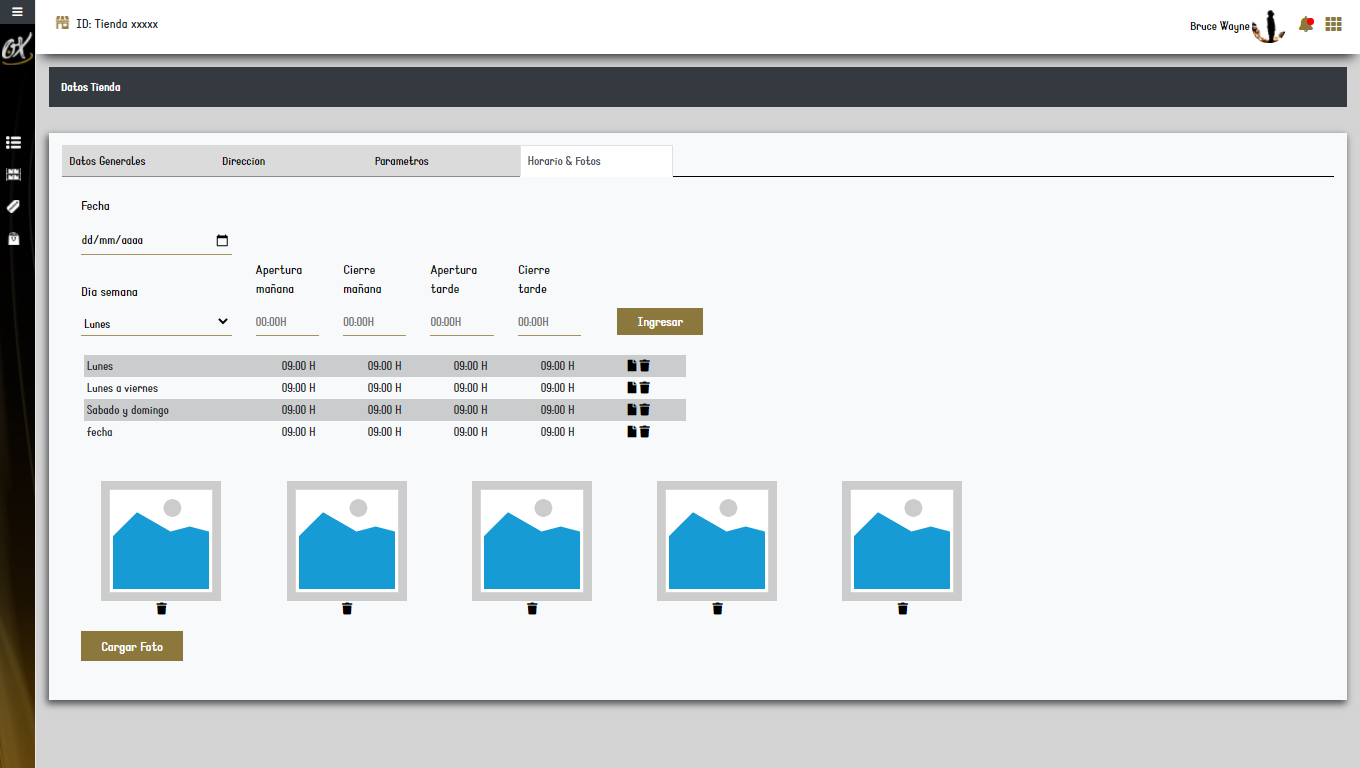 ID: Tienda xxxxx
Bruce Wayne
OX
Datos Tienda
Datos Generales Direccion Parametros Horario & Fotos
Fecha
dd/mm/aaaa
Dia semana
Apertura mañana
Cierre mañana
Apertura tarde
Cierre tarde
Lunes 00:00H 00:00H 00:00H 00:00H Ingresar
Lunes 09:00 H 09:00 H 09:00 H 09:00 H
Lunes a viernes 09:00 H 09:00 H 09:00 H 09:00 H
Sabado y domingo 09:00 H 09:00 H 09:00 H 09:00 H
fecha 09:00 H 09:00 H 09:00 H 09:00 H
Cargar Foto